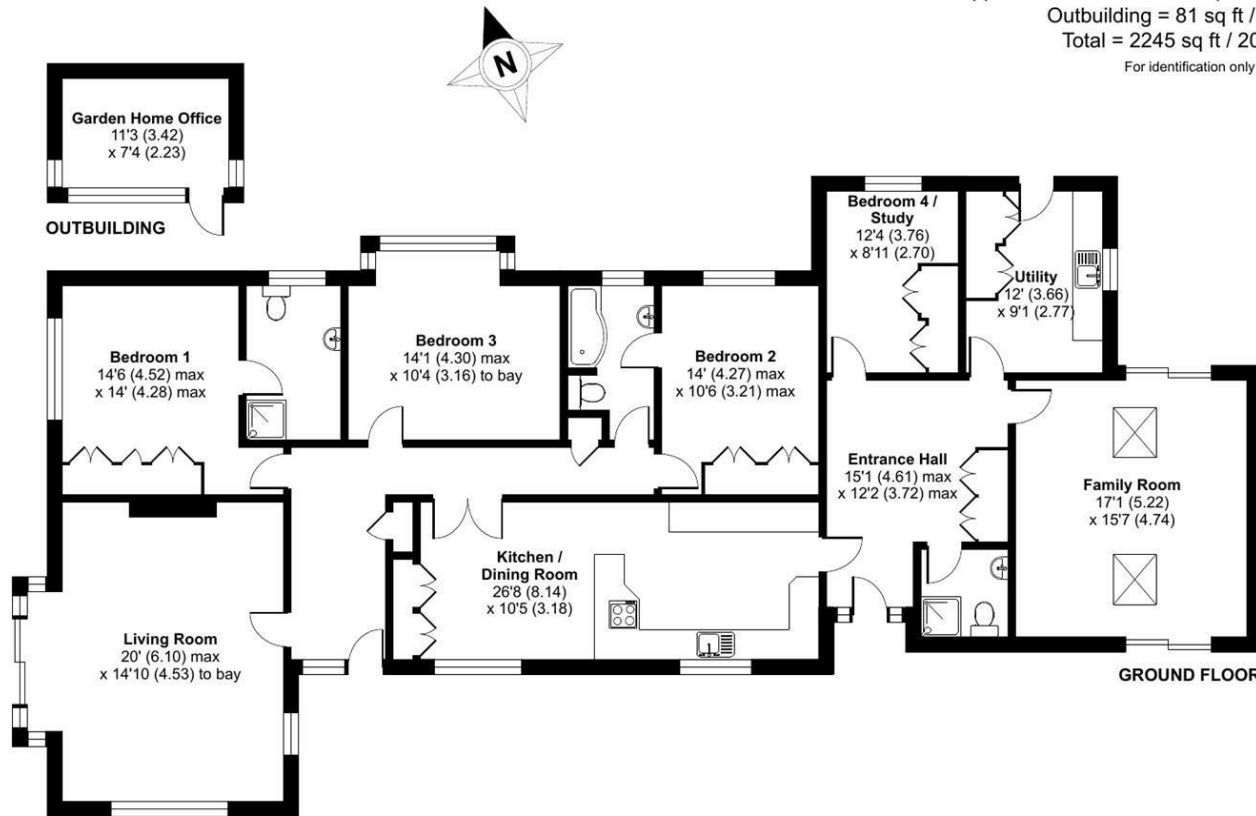 Outbuilding = 81 sq ft /
Total = 2245 sq ft / 20
For identification only
N
Garden Home Office
11'3 (3.42)
x 7'4 (2.23)
OUTBUILDING
Bedroom 4 /
Study
12'4 (3.76)
x 8'11 (2.70)
Utility
12' (3.66)
x 9'1 (2.77)
Bedroom 1
14'6 (4.52) max
x 14' (4.28) max
Bedroom 3
14'1 (4.30) max
x 10'4 (3.16) to bay
Bedroom 2
14' (4.27) max
x 10'6 (3.21) max
Entrance Hall
15'1 (4.61) max
x 12'2 (3.72) max
Family Room
17'1 (5.22)
x 15'7 (4.74)
Kitchen /
Dining Room
26'8 (8.14)
x 10'5 (3.18)
Living Room
20' (6.10) max
x 14'10 (4.53) to bay
GROUND FLOOR